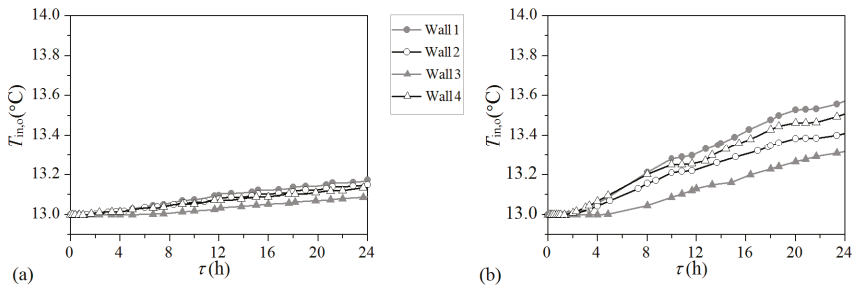 14.0
13.8
13.6
13.4
13.2
13.0
T in,o (°C)
0 4 8 12 16 20 24
τ (h)
(a)
Wall 1
Wall 2
Wall 3
Wall 4
14.0
13.8
13.6
13.4
13.2
13.0
T in,o (°C)
0 4 8 12 16 20 24
τ (h)
(b)